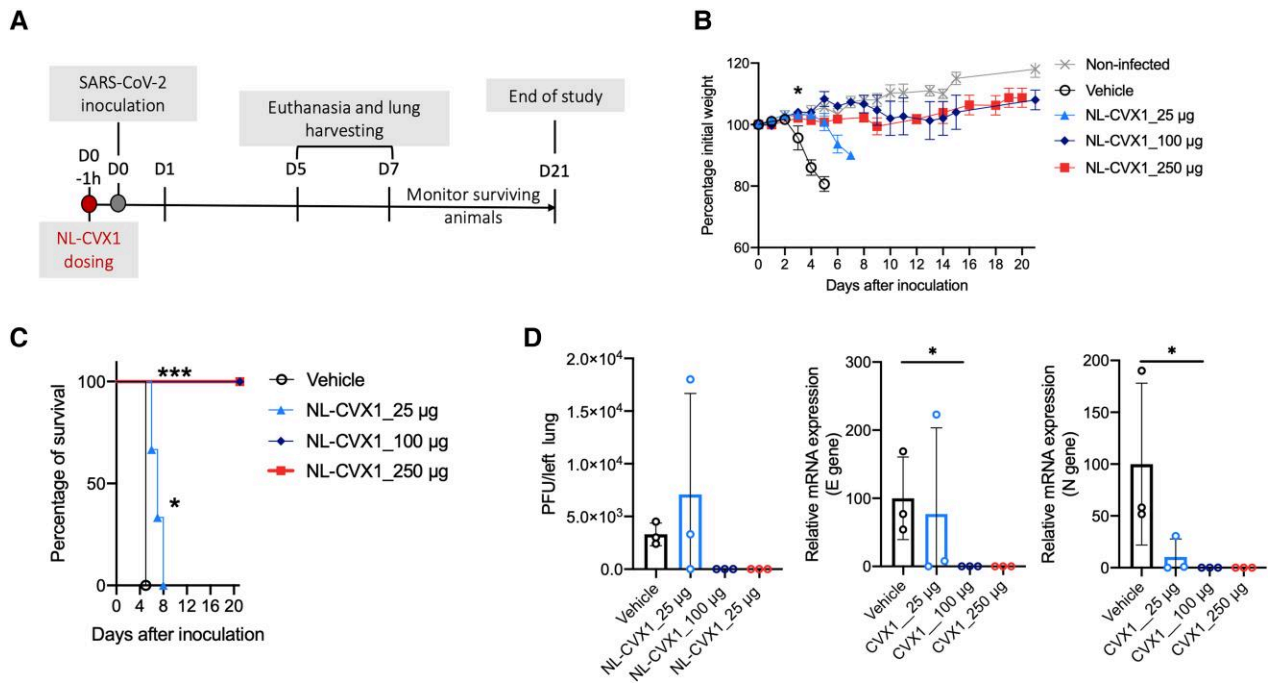 A
SARS-CoV-2
inoculation
Euthanasia and lung
harvesting
End of study
D0
-1h
D0
D1
D5
D7
D21
Monitor surviving
animals
NL-CVX1
dosing
B
Percentage initial weight
120
100
80
60
*
0 2 4 6 8 10 12 14 16 18 20
Days after inoculation
Non-infected
Vehicle
NL-CVX1_25 µg
NL-CVX1_100 µg
NL-CVX1_250 µg
C
Percentage of survival
100
50
0
***
*
0 4 8 12 16 20
Days after inoculation
Vehicle
NL-CVX1_25 µg
NL-CVX1_100 µg
NL-CVX1_250 µg
D
PFU/left lung
2.0×10⁴
1.5×10⁴
1.0×10⁴
5.0×10³
0.0
Vehicle
NL-CVX1_25 µg
NL-CVX1_100 µg
NL-CVX1_25 µg
Relative mRNA expression
(E gene)
300
200
100
0
*
Vehicle
CVX1_25 µg
CVX1_100 µg
CVX1_250 µg
Relative mRNA expression
(N gene)
200
150
100
50
0
*
Vehicle
CVX1_25 µg
CVX1_100 µg
CVX1_250 µg